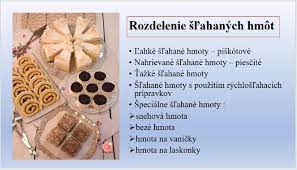 Rozdelenie šľahaných hmôt
• Ľahké šľahané hmoty – piškótové
• Nahrievané šľahané hmoty – piesčité
• Ťažké šľahané hmoty
• Šľahané hmoty s použitím rýchlošľahacích
prípravkov
• Špeciálne šľahané hmoty :
➢snehová hmota
➢bezé hmota
➢hmota na vaničky
➢hmota na laskonky